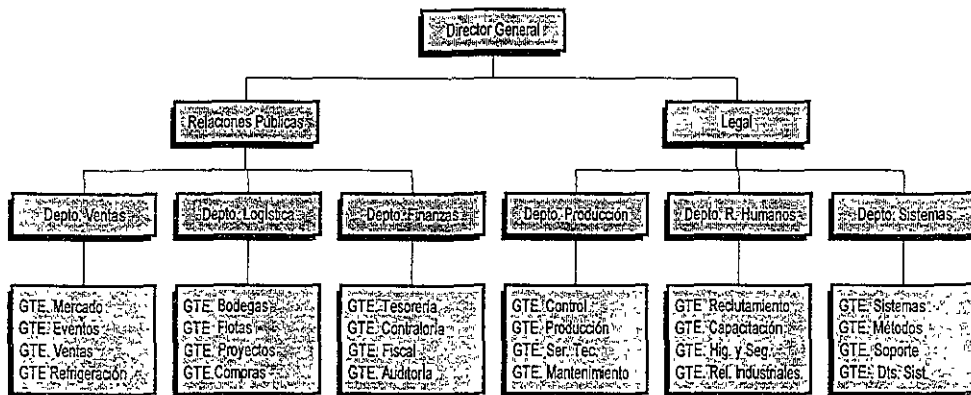 Director General
Relaciones Públicas
Legal
Depto. Ventas
Depto. Logística
Depto. Finanzas
Depto. Producción
Depto. R. Humanos
Depto. Sistemas
GTE. Mercado
GTE. Eventos
GTE. Ventas
GTE. Refrigeración
GTE. Bodegas
GTE. Flotas
GTE. Proyectos
GTE. Compras
GTE. Tesorería
GTE. Contraloría
GTE. Fiscal
GTE. Auditoría
GTE. Control
GTE. Producción
GTE. Ser. Tec.
GTE. Mantenimiento
GTE. Reclutamiento
GTE. Capacitación
GTE. Hig. y Seg.
GTE. Rel. Industriales.
GTE. Sistemas
GTE. Métodos
GTE. Soporte
GTE. Dts. Sist.